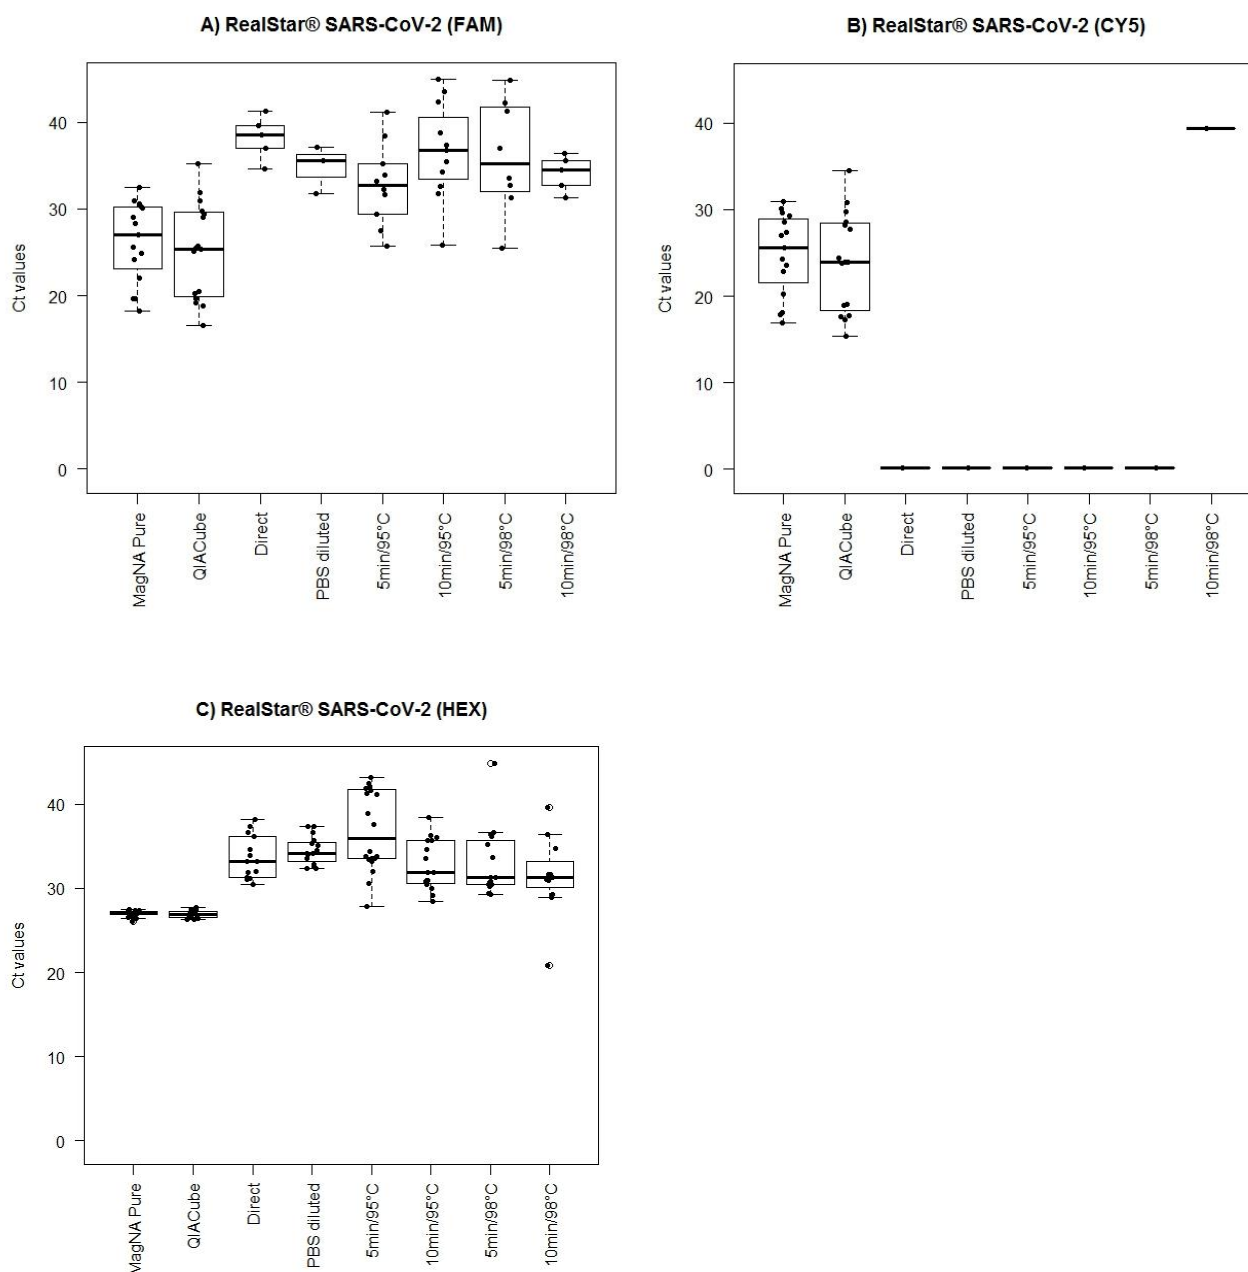 A) RealStar® SARS-CoV-2 (FAM)
Ct values
40
30
20
10
0
MagNA Pure
QIACube
Direct
PBS diluted
5min/95°C
10min/95°C
5min/98°C
10min/98°C
B) RealStar® SARS-CoV-2 (CY5)
Ct values
40
30
20
10
0
MagNA Pure
QIACube
Direct
PBS diluted
5min/95°C
10min/95°C
5min/98°C
10min/98°C
C) RealStar® SARS-CoV-2 (HEX)
Ct values
40
30
20
10
0
MagNA Pure
QIACube
Direct
PBS diluted
5min/95°C
10min/95°C
5min/98°C
10min/98°C